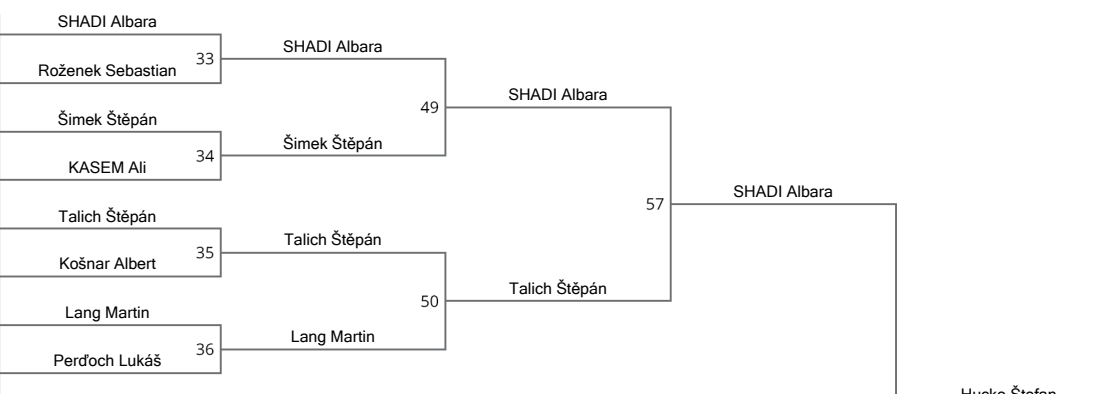 SHADI Albara
33
Roženek Sebastian
SHADI Albara
49
Šimek Štěpán
34
KASEM Ali
Šimek Štěpán
SHADI Albara
57
Talich Štěpán
35
Košnar Albert
Talich Štěpán
50
Lang Martin
36
Perďoch Lukáš
Lang Martin
Talich Štěpán
SHADI Albara